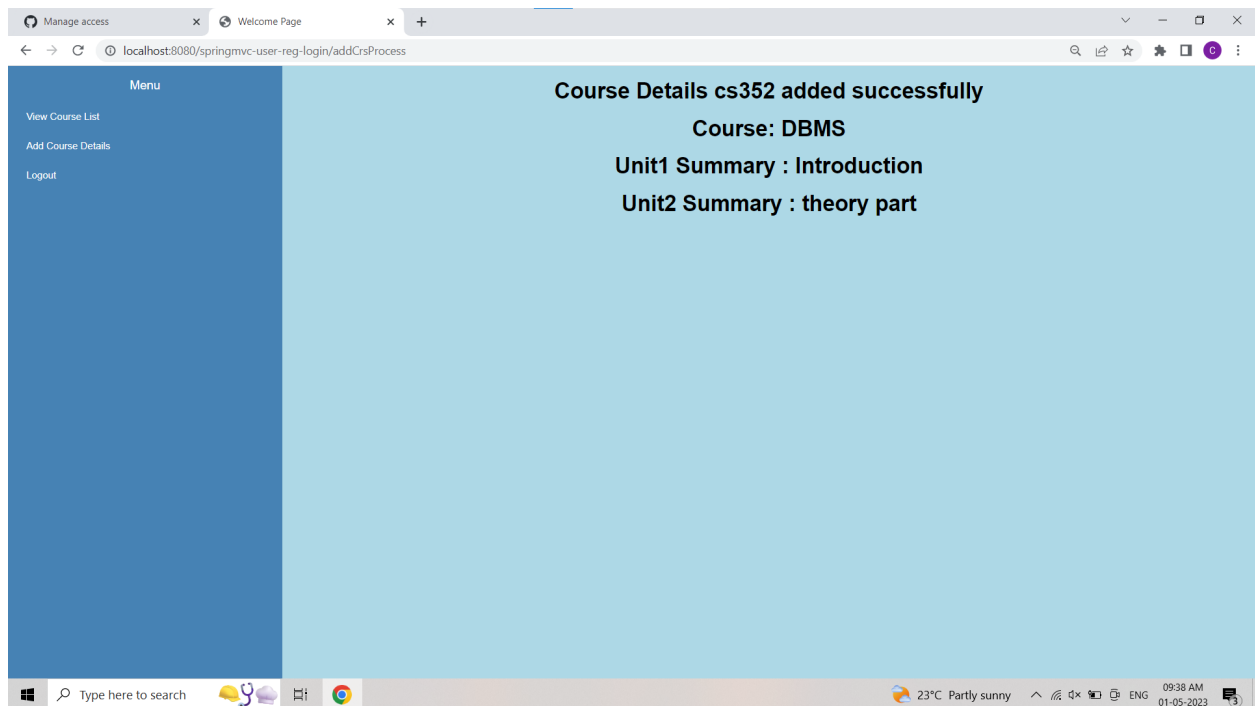 Manage access
Welcome Page
localhost:8080/springmvc-user-reg-login/addCrsProcess
C
Menu
View Course List
Add Course Details
Logout
Course Details cs352 added successfully
Course: DBMS
Unit1 Summary : Introduction
Unit2 Summary : theory part
Type here to search
23°C Partly sunny
ENG
09:38 AM
01-05-2023
3